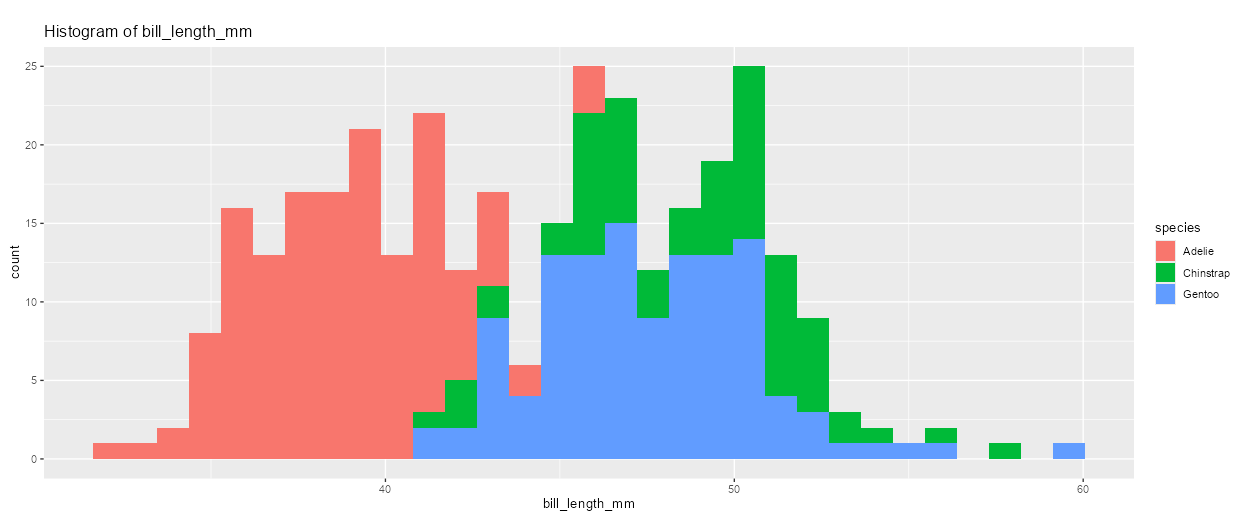 Histogram of bill_length_mm
25
20
15
10
5
0
count
40
50
60
bill_length_mm
species
Adelie
Chinstrap
Gentoo